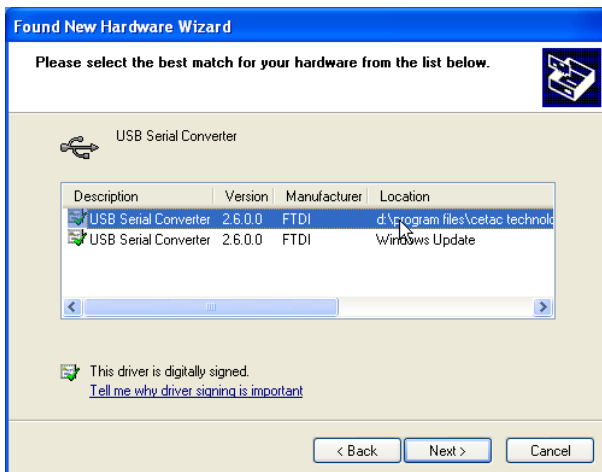 Found New Hardware Wizard
Please select the best match for your hardware from the list below.
USB Serial Converter
Description Version Manufacturer Location
USB Serial Converter 2.6.0.0 FTDI d:\program files\cetac technolo
USB Serial Converter 2.6.0.0 FTDI Windows Update
This driver is digitally signed.
Tell me why driver signing is important
< Back Next > Cancel